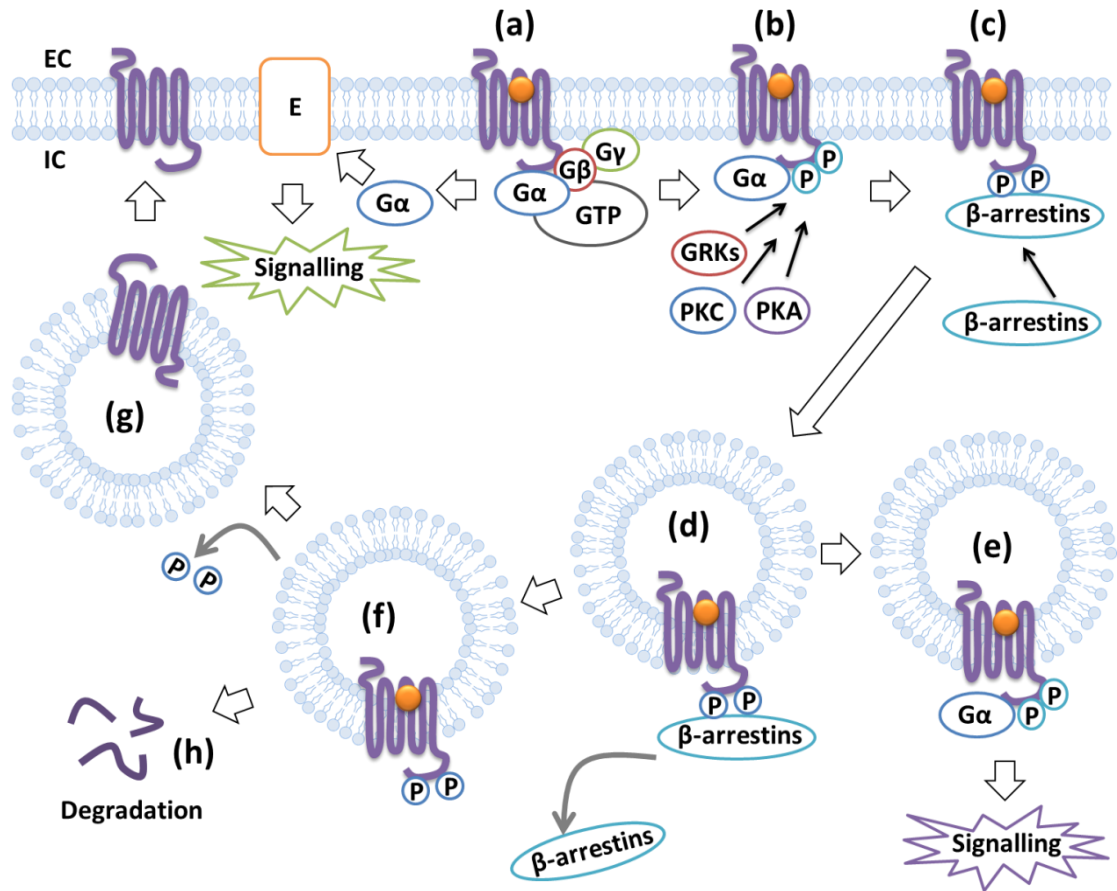 (a)
(b)
(c)
EC
E
IC
Gγ
Gβ
Gα
GTP
Gα
Gα
P
P
P
P
β-arrestins
GRKs
PKC
PKA
β-arrestins
Signalling
(g)
(d)
(e)
(f)
P
P
P
P
β-arrestins
Gα
P
P
(h)
P
P
Degradation
β-arrestins
Signalling